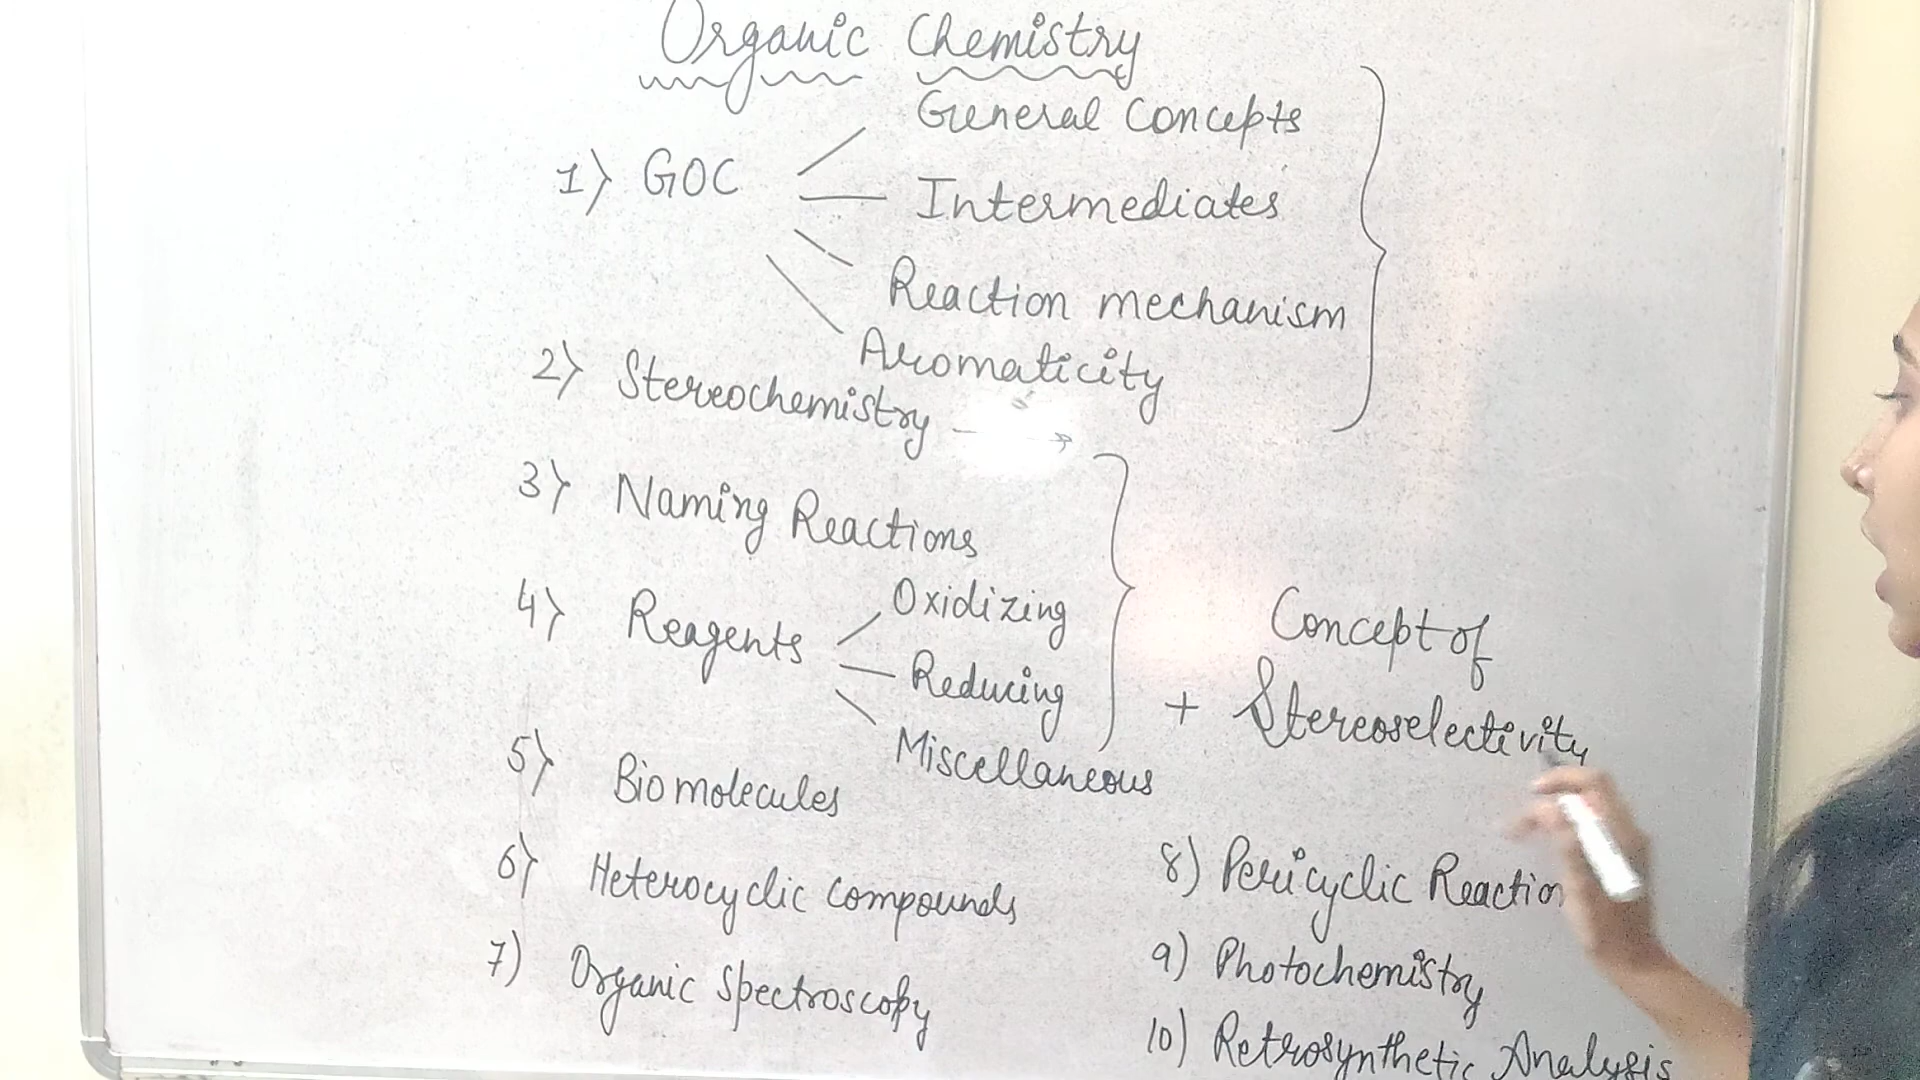 Organic Chemistry
1) GOC
General Concepts
Intermediates
Reaction mechanism
Aromaticity
2) Stereochemistry
3) Naming Reactions
4) Reagents
Oxidizing
Reducing
Miscellaneous
+ Concept of
Stereoselectivity
5) Biomolecules
6) Heterocyclic Compounds
7) Organic Spectroscopy
8) Pericyclic Reaction
9) Photochemistry
10) Retrosynthetic Analysis